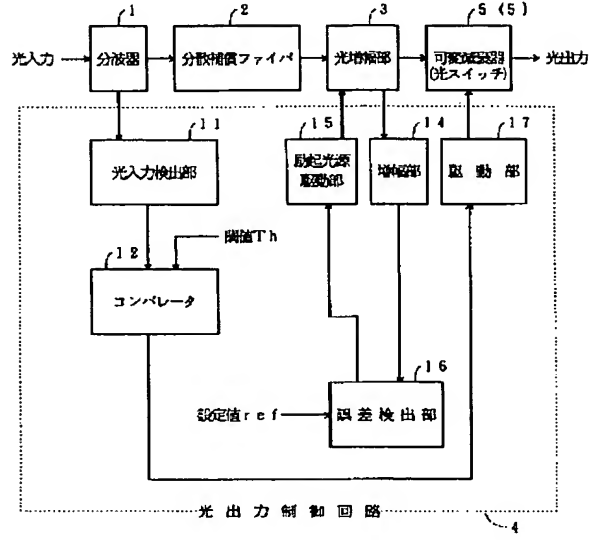 1
2
3
5 (5)
光入力
分波器
分散補償ファイバ
光増幅部
可変減衰器
(光スイッチ)
光出力
11
15
14
17
光入力検出部
励起光源
駆動部
増幅部
駆動部
閾値Th
12
コンパレータ
16
設定値ref
誤差検出部
光出力制御回路
4